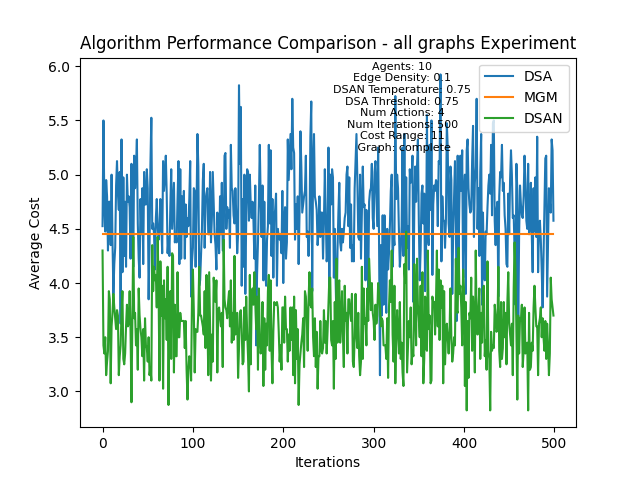 Algorithm Performance Comparison - all graphs Experiment
Agents: 10
Edge Density: 0.1
DSAN Temperature: 0.75
DSA Threshold: 0.75
Num Actions: 4
Num Iterations: 500
Cost Range: 11
Graph: complete
DSA
MGM
DSAN
Average Cost
6.0
5.5
5.0
4.5
4.0
3.5
3.0
0
100
200
300
400
500
Iterations